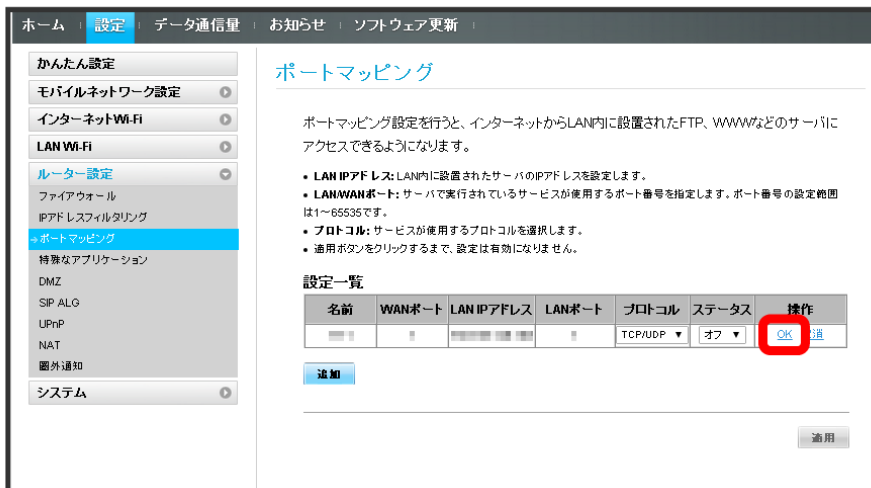 ホーム 設定 データ通信量 お知らせ ソフトウェア更新
かんたん設定
モバイルネットワーク設定
インターネットWi-Fi
LAN Wi-Fi
ルーター設定
ファイアウォール
IPアドレスフィルタリング
→ポートマッピング
特殊なアプリケーション
DMZ
SIP ALG
UPnP
NAT
圏外通知
システム
ポートマッピング
ポートマッピング設定を行うと、インターネットからLAN内に設置されたFTP、WWWなどのサーバに
アクセスできるようになります。
• LAN IPアドレス: LAN内に設置されたサーバのIPアドレスを設定します。
• LAN/WANポート: サーバで実行されているサービスが使用するポート番号を指定します。ポート番号の設定範囲
は1～65535です。
• プロトコル: サービスが使用するプロトコルを選択します。
• 適用ボタンをクリックするまで、設定は有効になりません。
設定一覧
名前 WANポート LAN IPアドレス LANポート プロトコル ステータス 操作
TCP/UDP ▼ オフ ▼ OK 消
追加
適用